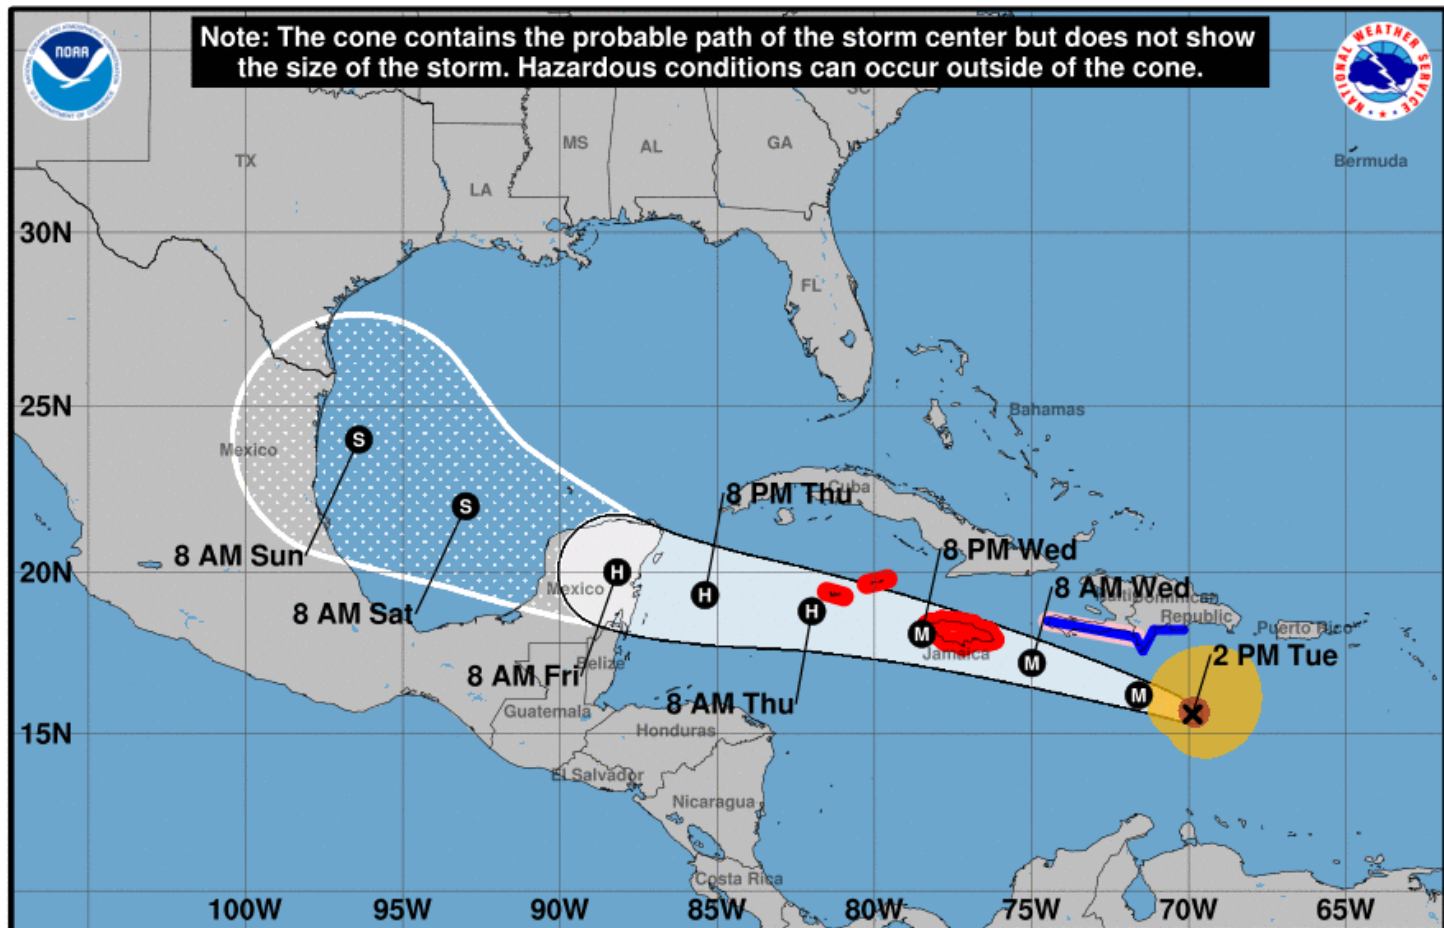 Note: The cone contains the probable path of the storm center but does not show
the size of the storm. Hazardous conditions can occur outside of the cone.
NOAA
NATIONAL WEATHER SERVICE
SC
MS
AL
GA
TX
Bermuda
LA
30N
FL
25N
Bahamas
Mexico
S
8 PM Thu
Cuba
S
8 AM Sun
8 PM Wed
20N
H
Mexico
8 AM Wed
H
Dominican
Republic
H
8 AM Sat
Puerto Rico
M
Jamaica
2 PM Tue
Belize
M
8 AM Fri
M
8 AM Thu
Guatemala
15N
Honduras
El Salvador
Nicaragua
Costa Rica
100W 95W 90W 85W 80W 75W 70W 65W